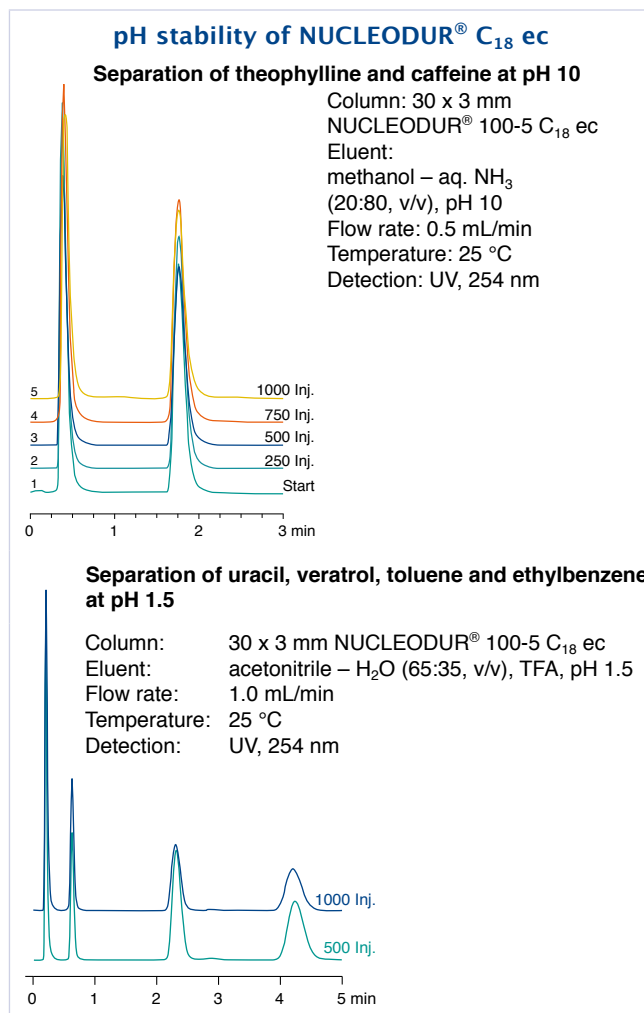 pH stability of NUCLEODUR® C₁₈ ec
Separation of theophylline and caffeine at pH 10
Column: 30 x 3 mm
NUCLEODUR® 100-5 C₁₈ ec
Eluent:
methanol – aq. NH₃
(20:80, v/v), pH 10
Flow rate: 0.5 mL/min
Temperature: 25 °C
Detection: UV, 254 nm
5 1000 Inj.
4 750 Inj.
3 500 Inj.
2 250 Inj.
1 Start
0 1 2 3 min
Separation of uracil, veratrol, toluene and ethylbenzene
at pH 1.5
Column: 30 x 3 mm NUCLEODUR® 100-5 C₁₈ ec
Eluent: acetonitrile – H₂O (65:35, v/v), TFA, pH 1.5
Flow rate: 1.0 mL/min
Temperature: 25 °C
Detection: UV, 254 nm
1000 Inj.
500 Inj.
0 1 2 3 4 5 min